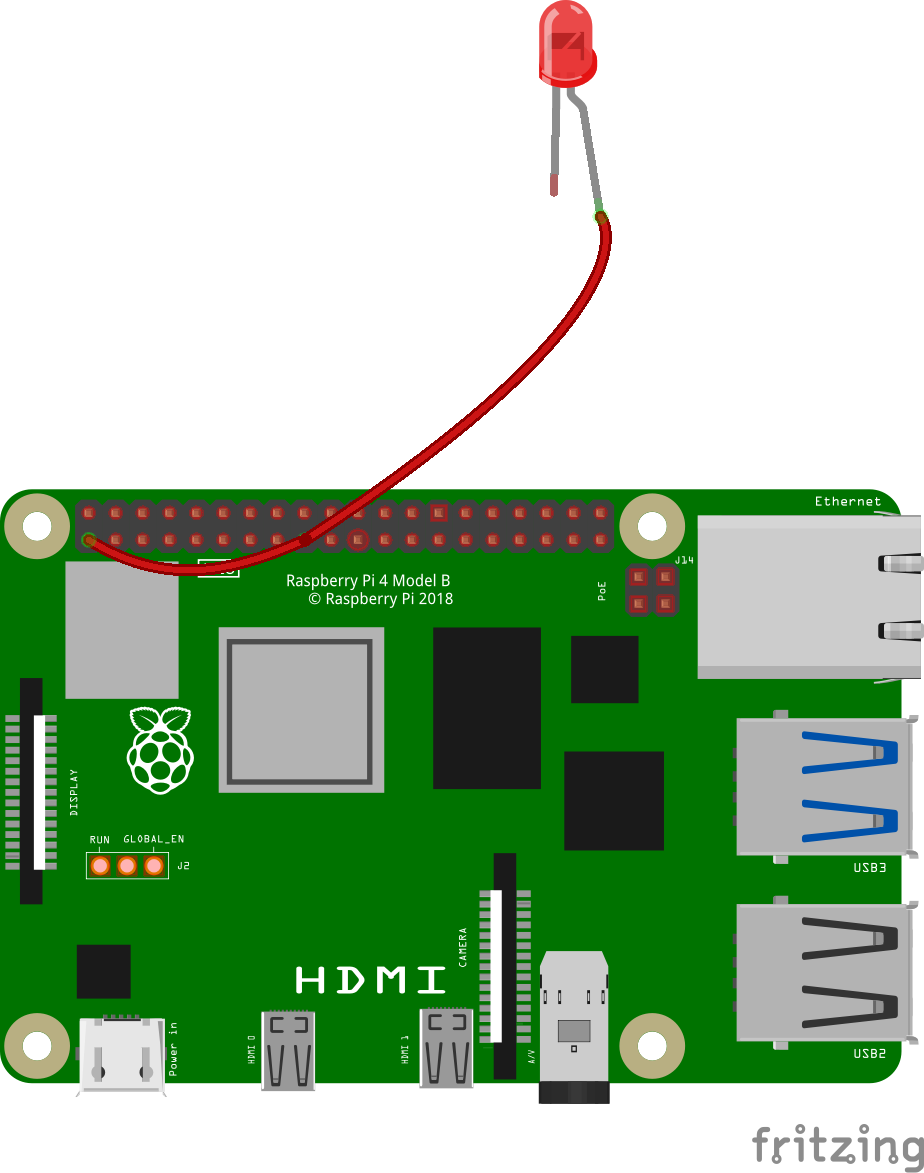 Ethernet
J14
Raspberry Pi 4 Model B
© Raspberry Pi 2018
PoE
DISPLAY
RUN
GLOBAL_EN
J2
USB3
CAMERA
HDMI
Power in
HDMI 0
HDMI 1
A/V
USB2
fritzing